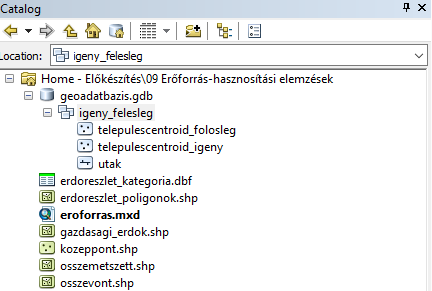 Catalog
Location: igeny_felesleg
Home - Előkészítés\09 Erőforrás-hasznosítási elemzések
geoadatbazis.gdb
igeny_felesleg
telepulescentroid_folosleg
telepulescentroid_igeny
utak
erdoreszlet_kategoria.dbf
erdoreszlet_poligonok.shp
eroforras.mxd
gazdasagi_erdok.shp
kozeppont.shp
osszemetszett.shp
osszevont.shp